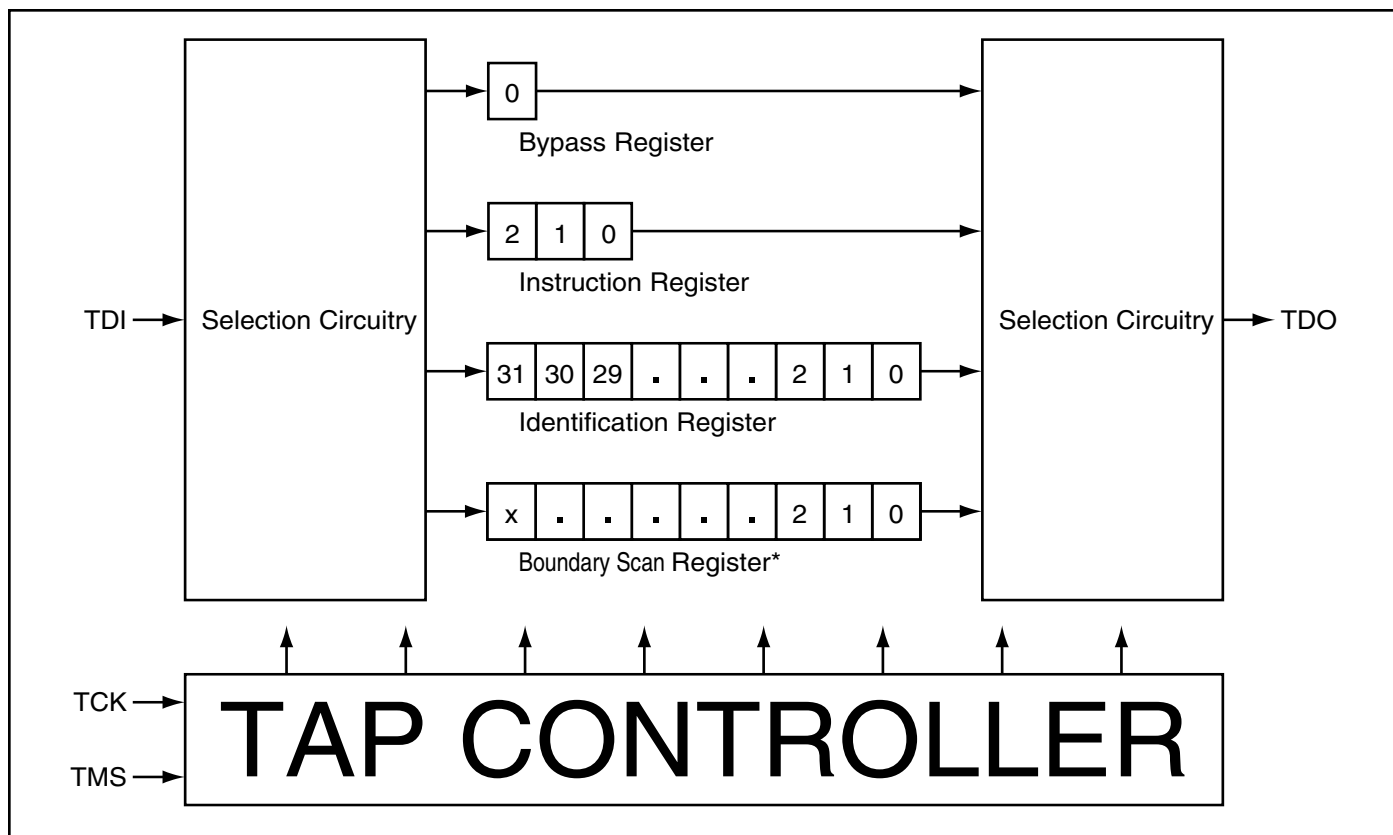 0
Bypass Register
2 1 0
Instruction Register
TDI
Selection Circuitry
Selection Circuitry
TDO
31 30 29 . . . 2 1 0
Identification Register
x . . . . . 2 1 0
Boundary Scan Register*
TCK
TAP CONTROLLER
TMS